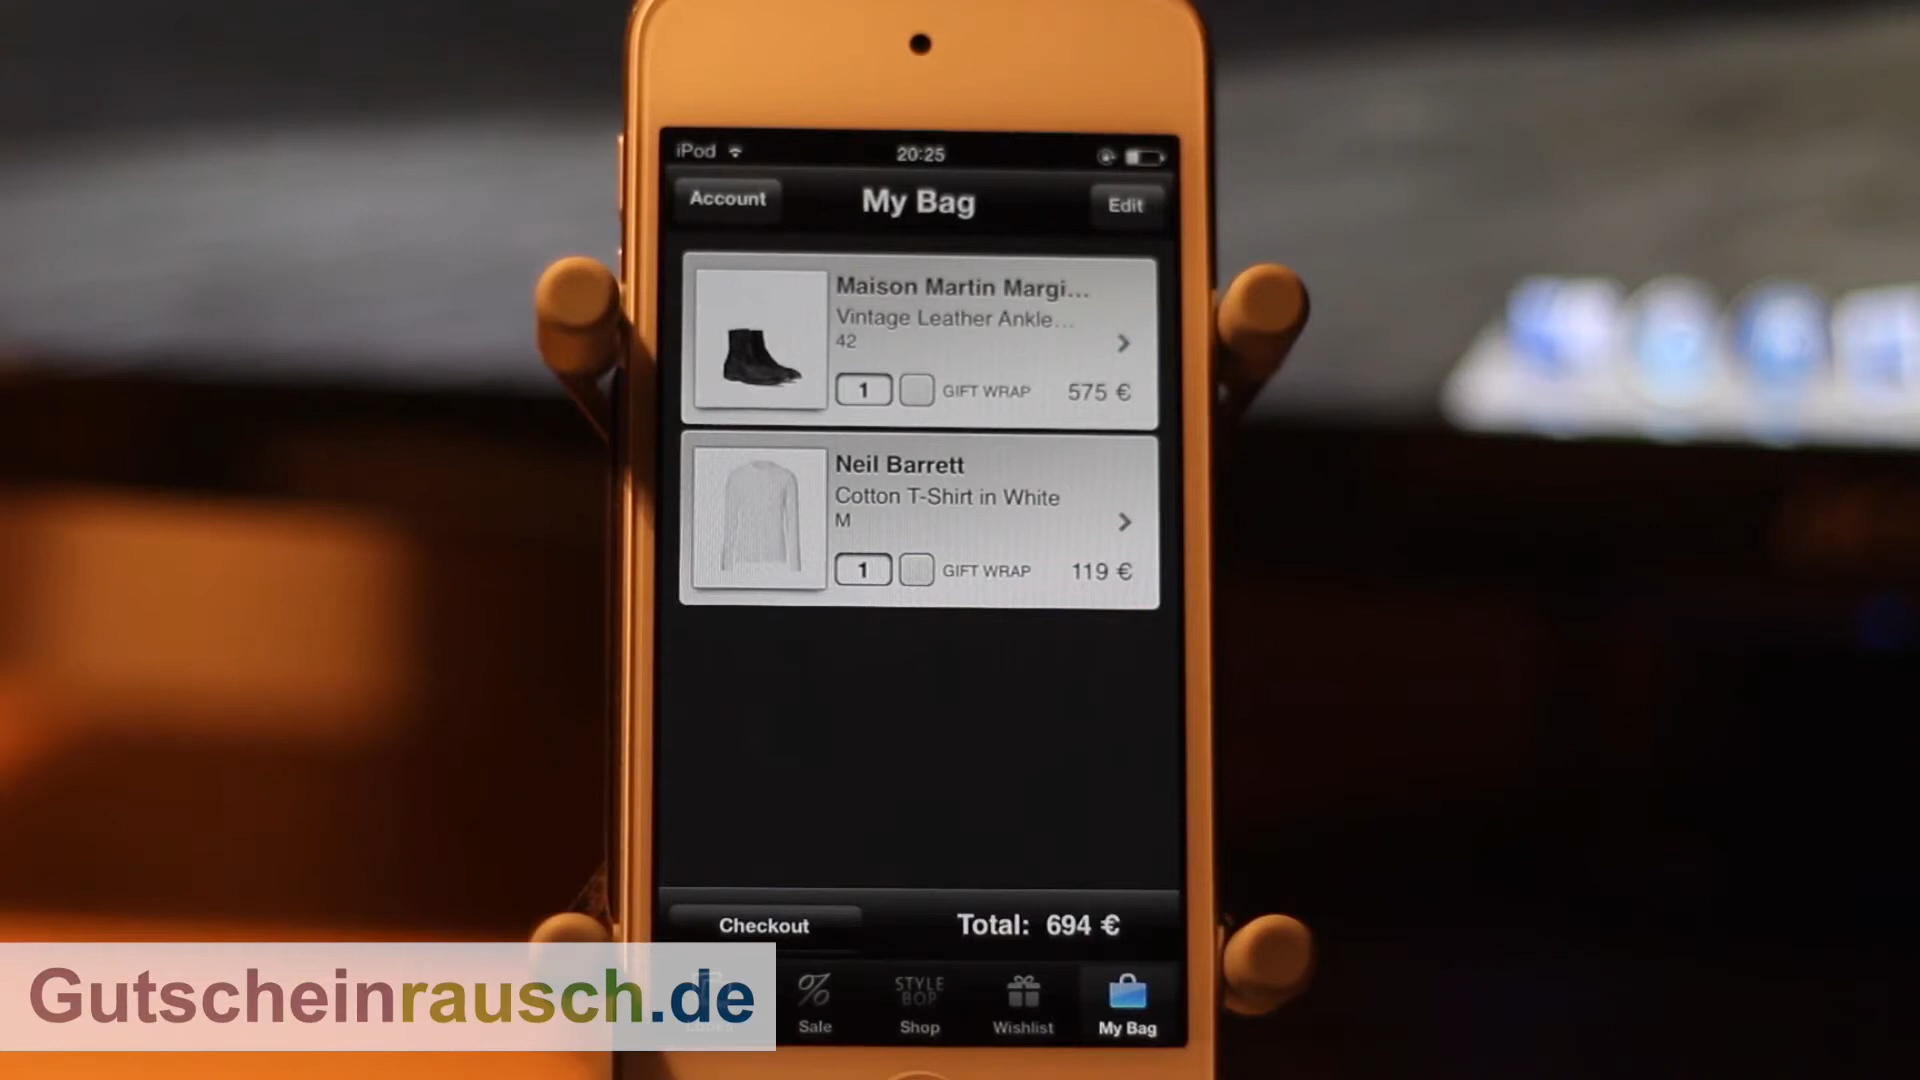 iPod
20:25
Account
My Bag
Edit
Maison Martin Margi...
Vintage Leather Ankle...
42
1
GIFT WRAP
575 €
Neil Barrett
Cotton T-Shirt in White
M
1
GIFT WRAP
119 €
Checkout
Total: 694 €
%
Sale
STYLE
BOP
Shop
Wishlist
My Bag
Gutscheinrausch.de